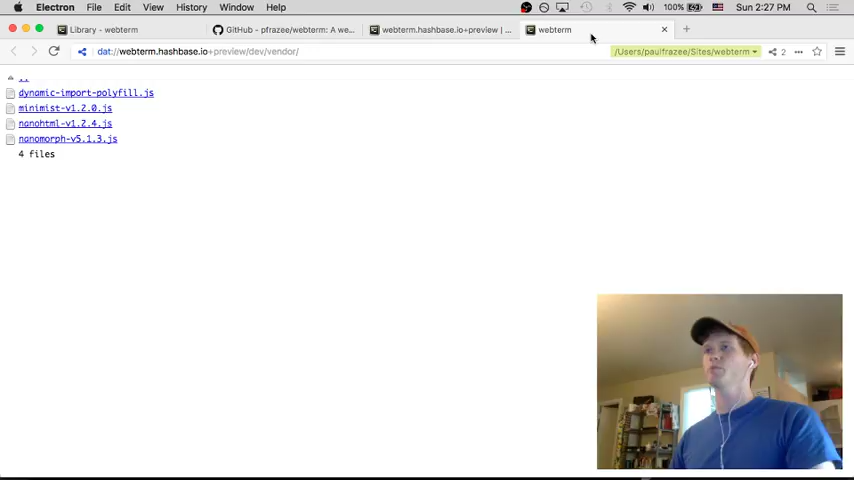 Electron File Edit View History Window Help 100% Sun 2:27 PM
Library - webterm GitHub - pfrazee/webterm: A we... webterm.hashbase.io+preview | ... webterm
dat://webterm.hashbase.io+preview/dev/vendor/ /Users/paulfrazee/Sites/webterm 2
..
dynamic-import-polyfill.js
minimist-v1.2.0.js
nanohtml-v1.2.4.js
nanomorph-v5.1.3.js
4 files